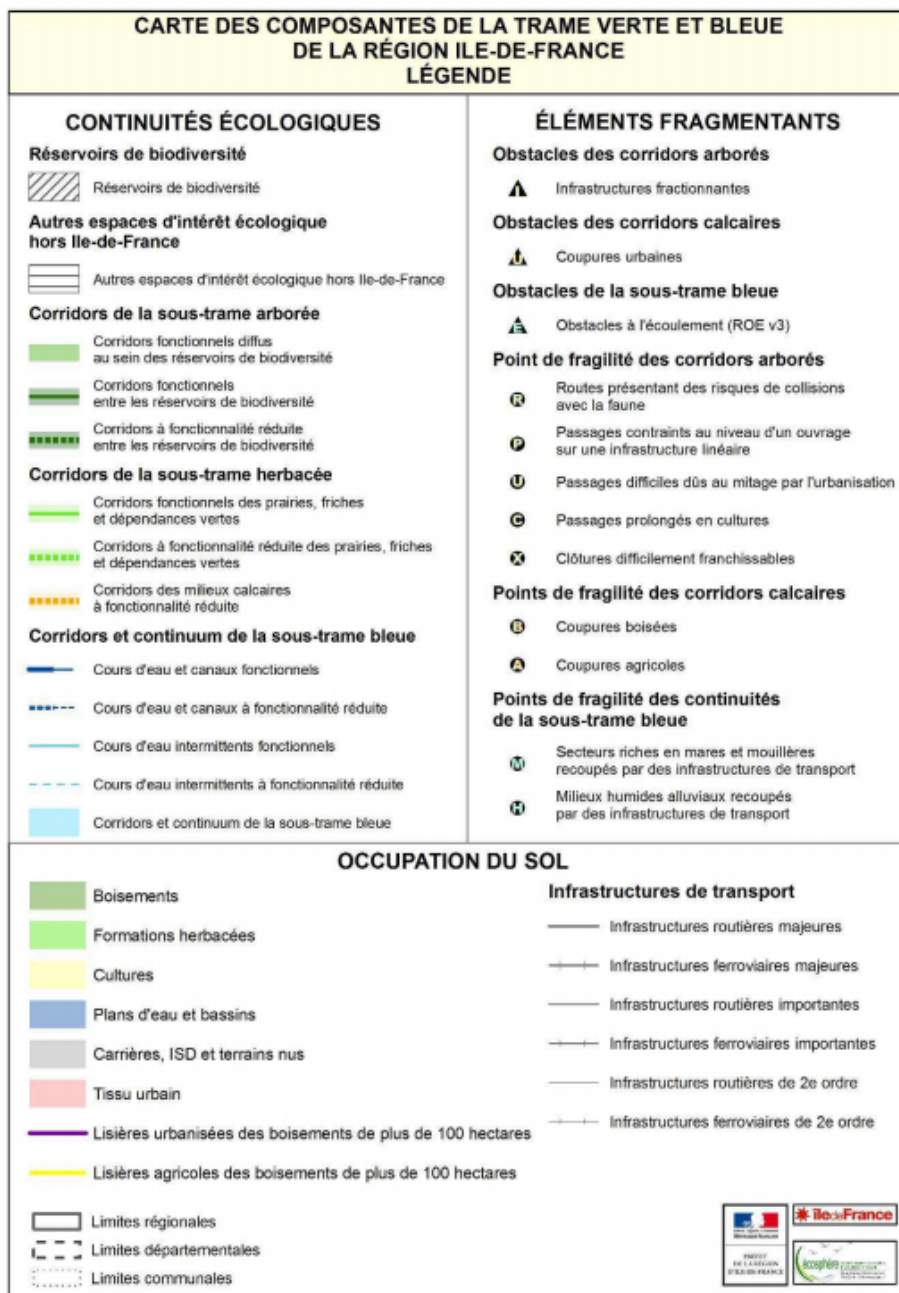 CARTE DES COMPOSANTES DE LA TRAME VERTE ET BLEUE
DE LA RÉGION ILE-DE-FRANCE
LÉGENDE
CONTINUITÉS ÉCOLOGIQUES
Réservoirs de biodiversité
Réservoirs de biodiversité
Autres espaces d'intérêt écologique
hors Ile-de-France
Autres espaces d'intérêt écologique hors Ile-de-France
Corridors de la sous-trame arborée
Corridors fonctionnels diffus
au sein des réservoirs de biodiversité
Corridors fonctionnels
entre les réservoirs de biodiversité
Corridors à fonctionnalité réduite
entre les réservoirs de biodiversité
Corridors de la sous-trame herbacée
Corridors fonctionnels des prairies, friches
et dépendances vertes
Corridors à fonctionnalité réduite des prairies, friches
et dépendances vertes
Corridors des milieux calcaires
à fonctionnalité réduite
Corridors et continuum de la sous-trame bleue
Cours d'eau et canaux fonctionnels
Cours d'eau et canaux à fonctionnalité réduite
Cours d'eau intermittents fonctionnels
Cours d'eau intermittents à fonctionnalité réduite
Corridors et continuum de la sous-trame bleue
ÉLÉMENTS FRAGMENTANTS
Obstacles des corridors arborés
Infrastructures fractionnantes
Obstacles des corridors calcaires
Coupures urbaines
Obstacles de la sous-trame bleue
E Obstacles à l'écoulement (ROE v3)
Point de fragilité des corridors arborés
R Routes présentant des risques de collisions
avec la faune
P Passages contraints au niveau d'un ouvrage
sur une infrastructure linéaire
U Passages difficiles dûs au mitage par l'urbanisation
C Passages prolongés en cultures
X Clôtures difficilement franchissables
Points de fragilité des corridors calcaires
B Coupures boisées
A Coupures agricoles
Points de fragilité des continuités
de la sous-trame bleue
M Secteurs riches en mares et mouillères
recoupés par des infrastructures de transport
H Milieux humides alluviaux recoupés
par des infrastructures de transport
OCCUPATION DU SOL
Boisements
Formations herbacées
Cultures
Plans d'eau et bassins
Carrières, ISD et terrains nus
Tissu urbain
Lisières urbanisées des boisements de plus de 100 hectares
Lisières agricoles des boisements de plus de 100 hectares
Limites régionales
Limites départementales
Limites communales
Infrastructures de transport
Infrastructures routières majeures
Infrastructures ferroviaires majeures
Infrastructures routières importantes
Infrastructures ferroviaires importantes
Infrastructures routières de 2e ordre
Infrastructures ferroviaires de 2e ordre
PRÉFET
DE LA RÉGION
D'ILE-DE-FRANCE
île de France
écosphère